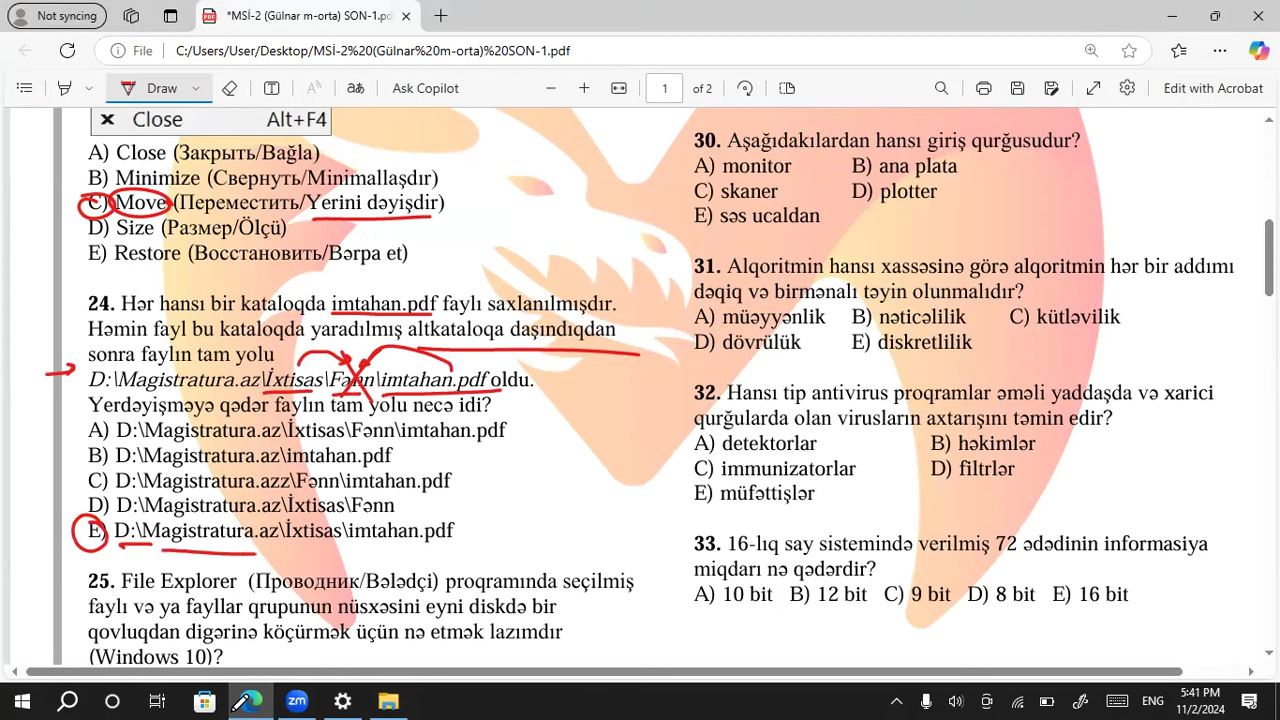 Not syncing
*MSİ-2 (Gülnar m-orta) SON-1.pdf
File
C:/Users/User/Desktop/MSİ-2%20(Gülnar%20m-orta)%20SON-1.pdf
Draw
Ask Copilot
1
of 2
Edit with Acrobat
Close Alt+F4
A) Close (Закрыть/Bağla)
B) Minimize (Свернуть/Minimallaşdır)
C) Move (Переместить/Yerini dəyişdir)
D) Size (Размер/Ölçü)
E) Restore (Восстановить/Bərpa et)
24. Hər hansı bir kataloqda imtahan.pdf faylı saxlanılmışdır.
Həmin fayl bu kataloqda yaradılmış altkataloqa daşındıqdan
sonra faylın tam yolu
D:\Magistratura.az\İxtisas\Fənn\imtahan.pdf oldu.
Yerdəyişməyə qədər faylın tam yolu necə idi?
A) D:\Magistratura.az\İxtisas\Fənn\imtahan.pdf
B) D:\Magistratura.az\imtahan.pdf
C) D:\Magistratura.azz\Fənn\imtahan.pdf
D) D:\Magistratura.az\İxtisas\Fənn
E) D:\Magistratura.az\İxtisas\imtahan.pdf
25. File Explorer (Проводник/Bələdçi) proqramında seçilmiş
faylı və ya fayllar qrupunun nüsxəsini eyni diskdə bir
qovluqdan digərinə köçürmək üçün nə etmək lazımdır
(Windows 10)?
30. Aşağıdakılardan hansı giriş qurğusudur?
A) monitor B) ana plata
C) skaner D) plotter
E) səs ucaldan
31. Alqoritmin hansı xassəsinə görə alqoritmin hər bir addımı
dəqiq və birmənalı təyin olunmalıdır?
A) müəyyənlik B) nəticəlilik C) kütləvilik
D) dövrülük E) diskretlilik
32. Hansı tip antivirus proqramlar əməli yaddaşda və xarici
qurğularda olan virusların axtarışını təmin edir?
A) detektorlar B) həkimlər
C) immunizatorlar D) filtrlər
E) müfəttişlər
33. 16-lıq say sistemində verilmiş 72 ədədinin informasiya
miqdarı nə qədərdir?
A) 10 bit B) 12 bit C) 9 bit D) 8 bit E) 16 bit
zm
ENG
5:41 PM
11/2/2024